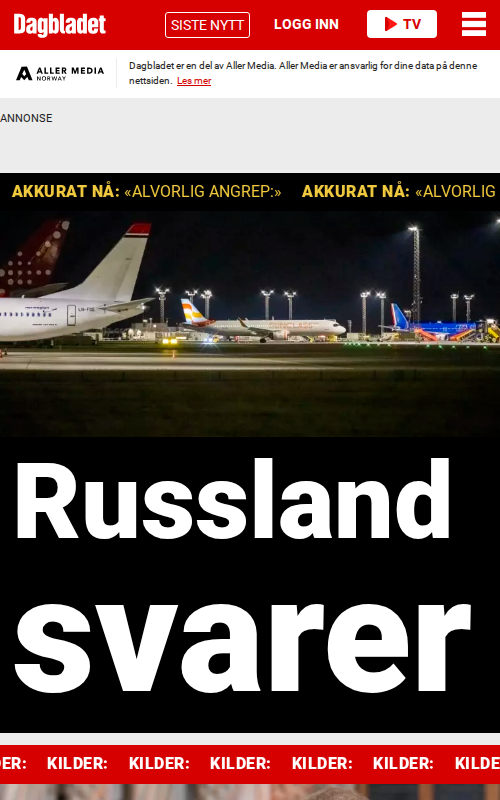 Dagbladet
SISTE NYTT
LOGG INN
TV
ALLER MEDIA
NORWAY
Dagbladet er en del av Aller Media. Aller Media er ansvarlig for dine data på denne
nettsiden. Les mer
ANNONSE
AKKURAT NÅ: «ALVORLIG ANGREP:» AKKURAT NÅ: «ALVORLIG
Russland
svarer
ER: KILDER: KILDER: KILDER: KILDER: KILDER: KILDE